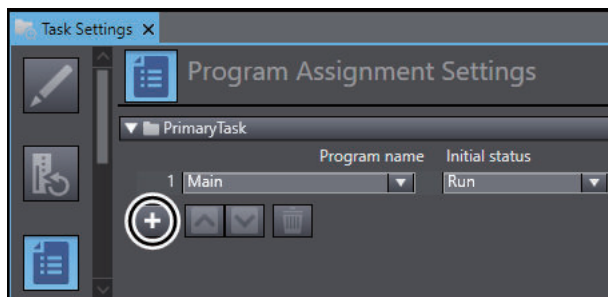 Task Settings
Program Assignment Settings
PrimaryTask
Program name Initial status
1 Main Run